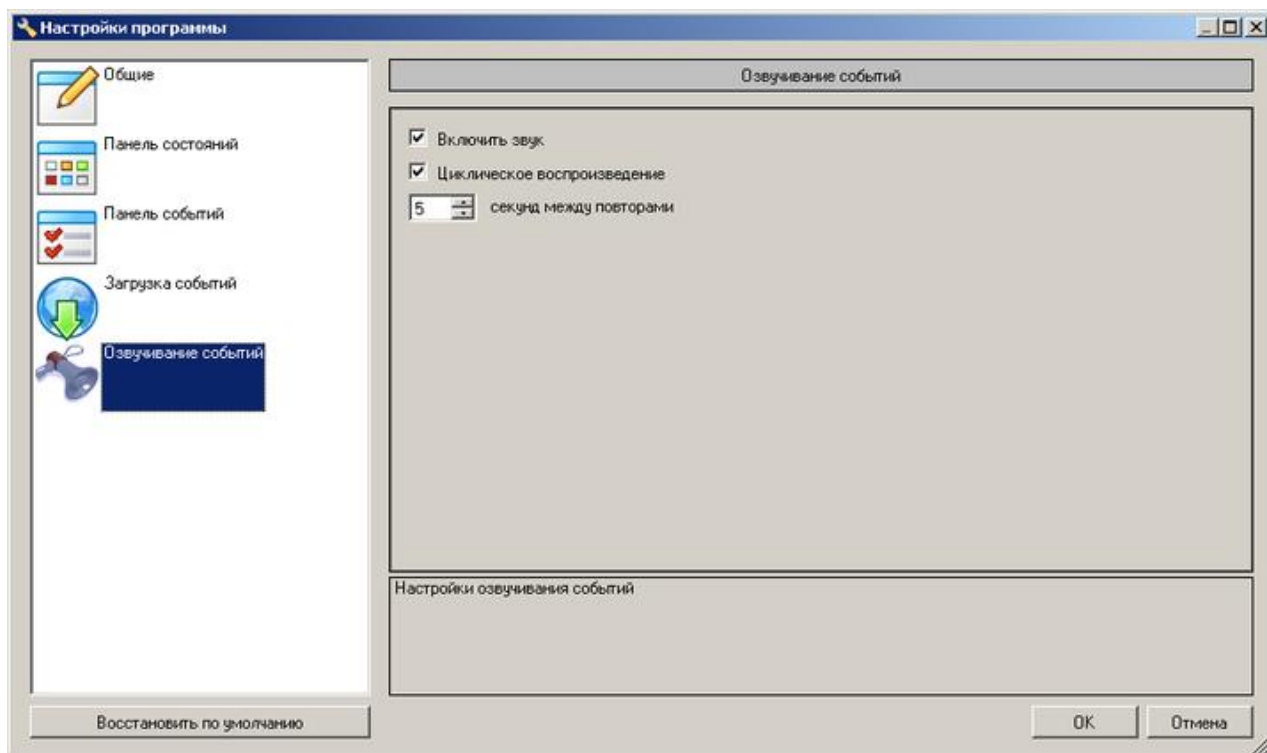 Настройки программы
Общие
Панель состояний
Панель событий
Загрузка событий
Озвучивание событий
Восстановить по умолчанию
Озвучивание событий
Включить звук
Циклическое воспроизведение
5 секунд между повторами
Настройки озвучивания событий
OK
Отмена